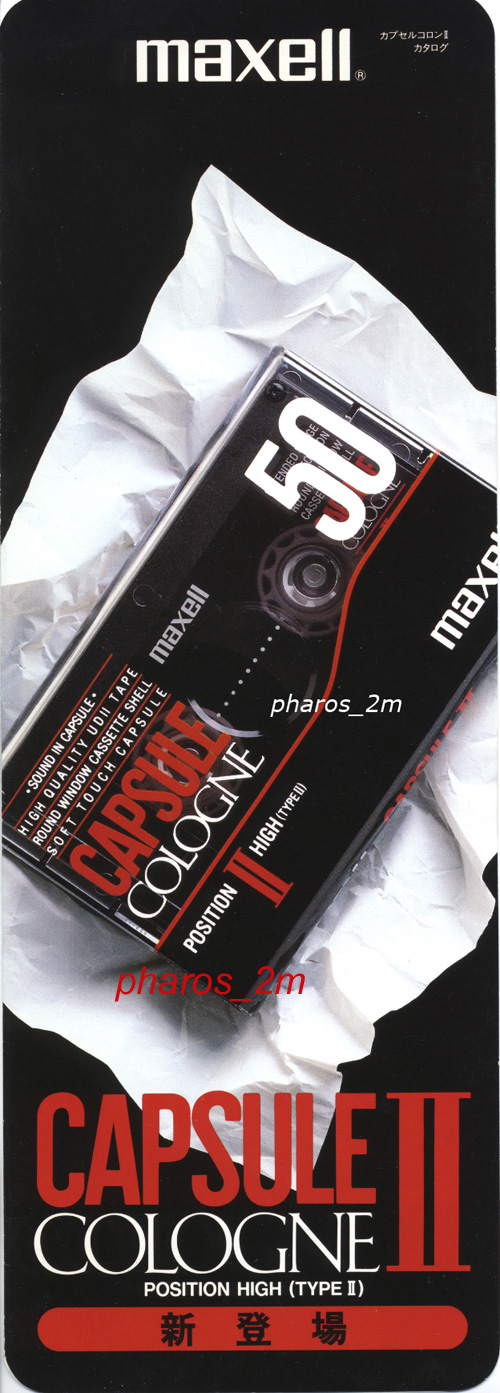 maxell®
カプセルコロンⅡ
カタログ
50
COLOGNE
maxell
maxell
•SOUND IN CAPSULE•
HIGH QUALITY UDII TAPE
ROUND WINDOW CASSETTE SHELL
SOFT TOUCH CAPSULE
CAPSULE
COLOGNE
POSITION II HIGH (TYPE II)
CAPSULE II
pharos_2m
pharos_2m
CAPSULE II
COLOGNE
POSITION HIGH (TYPE II)
新登場